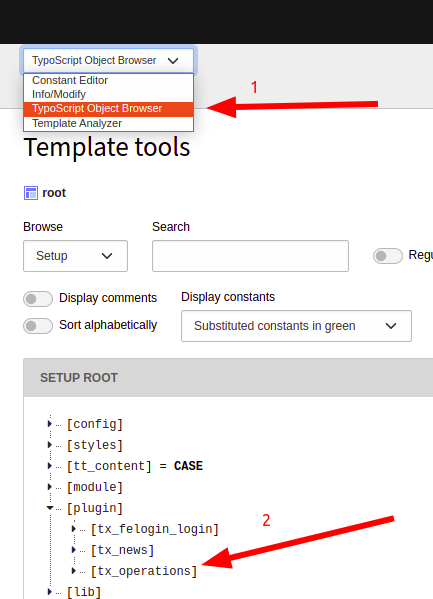 TypoScript Object Browser
Constant Editor
Info/Modify
TypoScript Object Browser
Template Analyzer
1
Template tools
root
Browse
Search
Setup
Regu
Display comments
Display constants
Sort alphabetically
Substituted constants in green
SETUP ROOT
[config]
[styles]
[tt_content] = CASE
[module]
[plugin]
2
[tx_felogin_login]
[tx_news]
[tx_operations]
[lib]